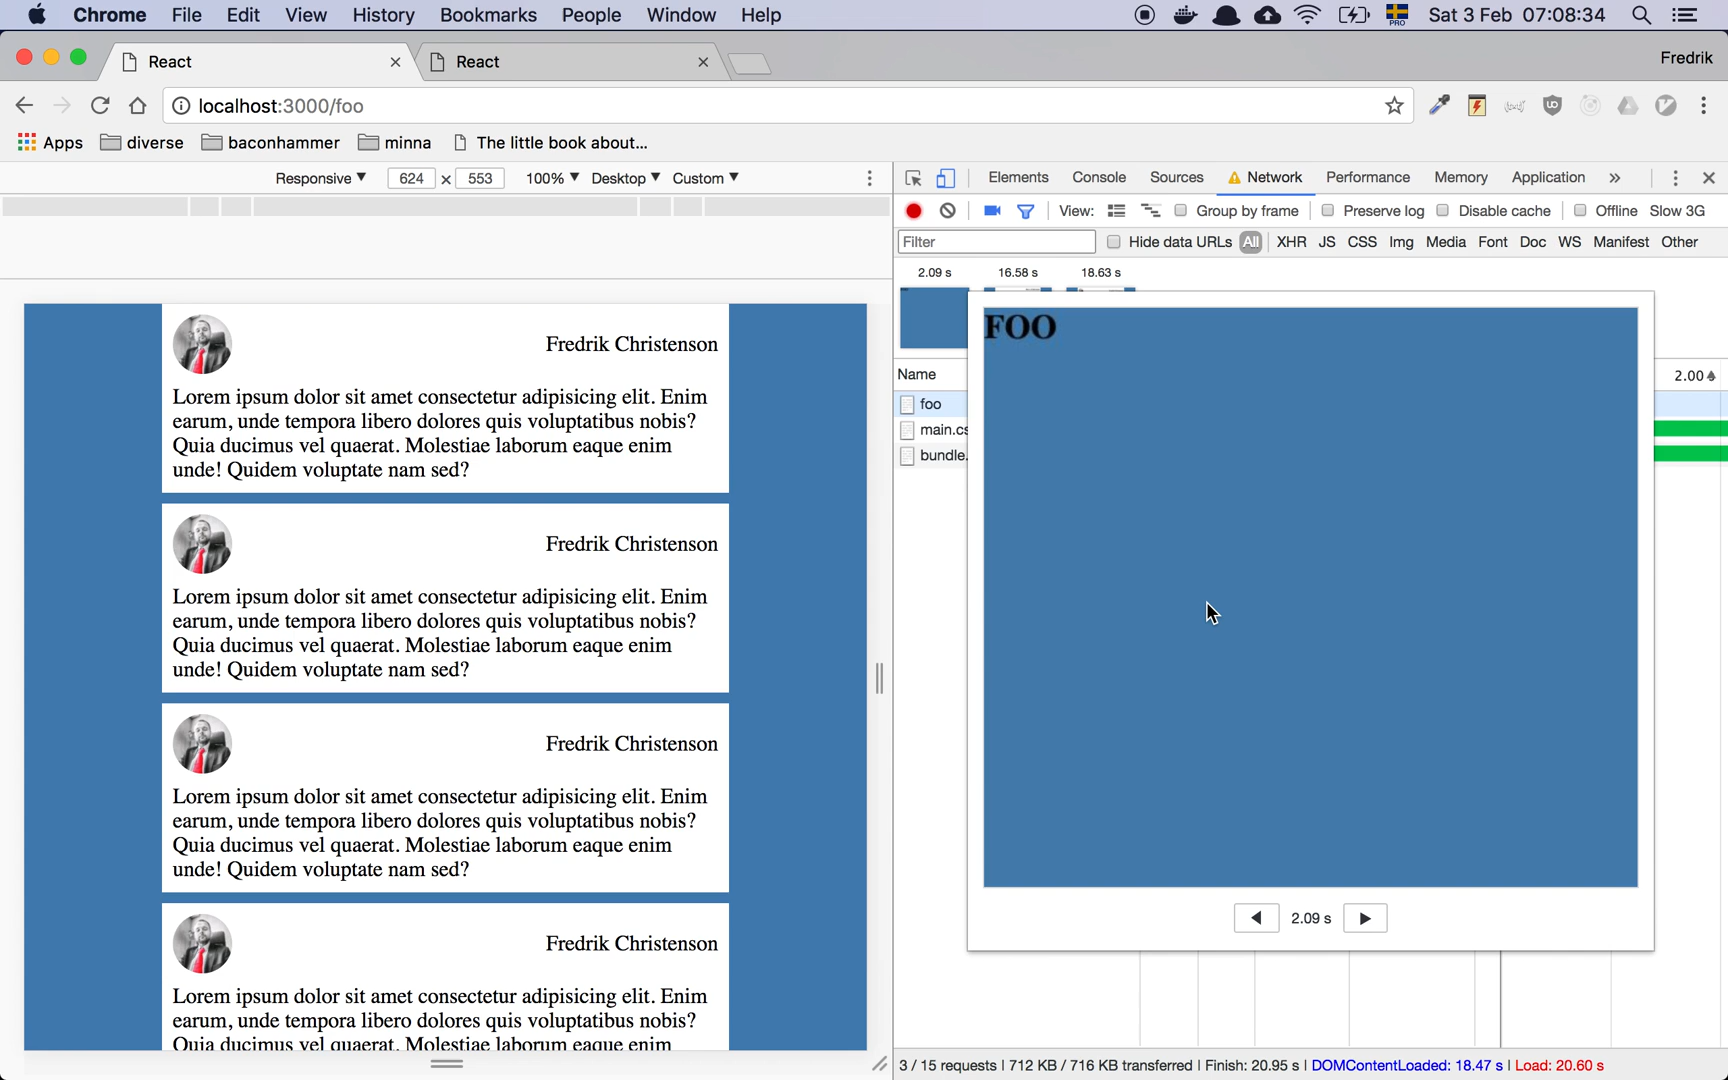 Chrome File Edit View History Bookmarks People Window Help PRO Sat 3 Feb 07:08:34
React React Fredrik
localhost:3000/foo
Apps diverse baconhammer minna The little book about...
Responsive 624 × 553 100% Desktop Custom
Elements Console Sources Network Performance Memory Application »
View: Group by frame Preserve log Disable cache Offline Slow 3G
Filter Hide data URLs All XHR JS CSS Img Media Font Doc WS Manifest Other
2.09 s 16.58 s 18.63 s
FOO
Name 2.00
foo
main.cs
bundle.
2.09 s
Fredrik Christenson
Lorem ipsum dolor sit amet consectetur adipisicing elit. Enim
earum, unde tempora libero dolores quis voluptatibus nobis?
Quia ducimus vel quaerat. Molestiae laborum eaque enim
unde! Quidem voluptate nam sed?
Fredrik Christenson
Lorem ipsum dolor sit amet consectetur adipisicing elit. Enim
earum, unde tempora libero dolores quis voluptatibus nobis?
Quia ducimus vel quaerat. Molestiae laborum eaque enim
unde! Quidem voluptate nam sed?
Fredrik Christenson
Lorem ipsum dolor sit amet consectetur adipisicing elit. Enim
earum, unde tempora libero dolores quis voluptatibus nobis?
Quia ducimus vel quaerat. Molestiae laborum eaque enim
unde! Quidem voluptate nam sed?
Fredrik Christenson
Lorem ipsum dolor sit amet consectetur adipisicing elit. Enim
earum, unde tempora libero dolores quis voluptatibus nobis?
Quia ducimus vel quaerat. Molestiae laborum eaque enim
3 / 15 requests | 712 KB / 716 KB transferred | Finish: 20.95 s | DOMContentLoaded: 18.47 s | Load: 20.60 s